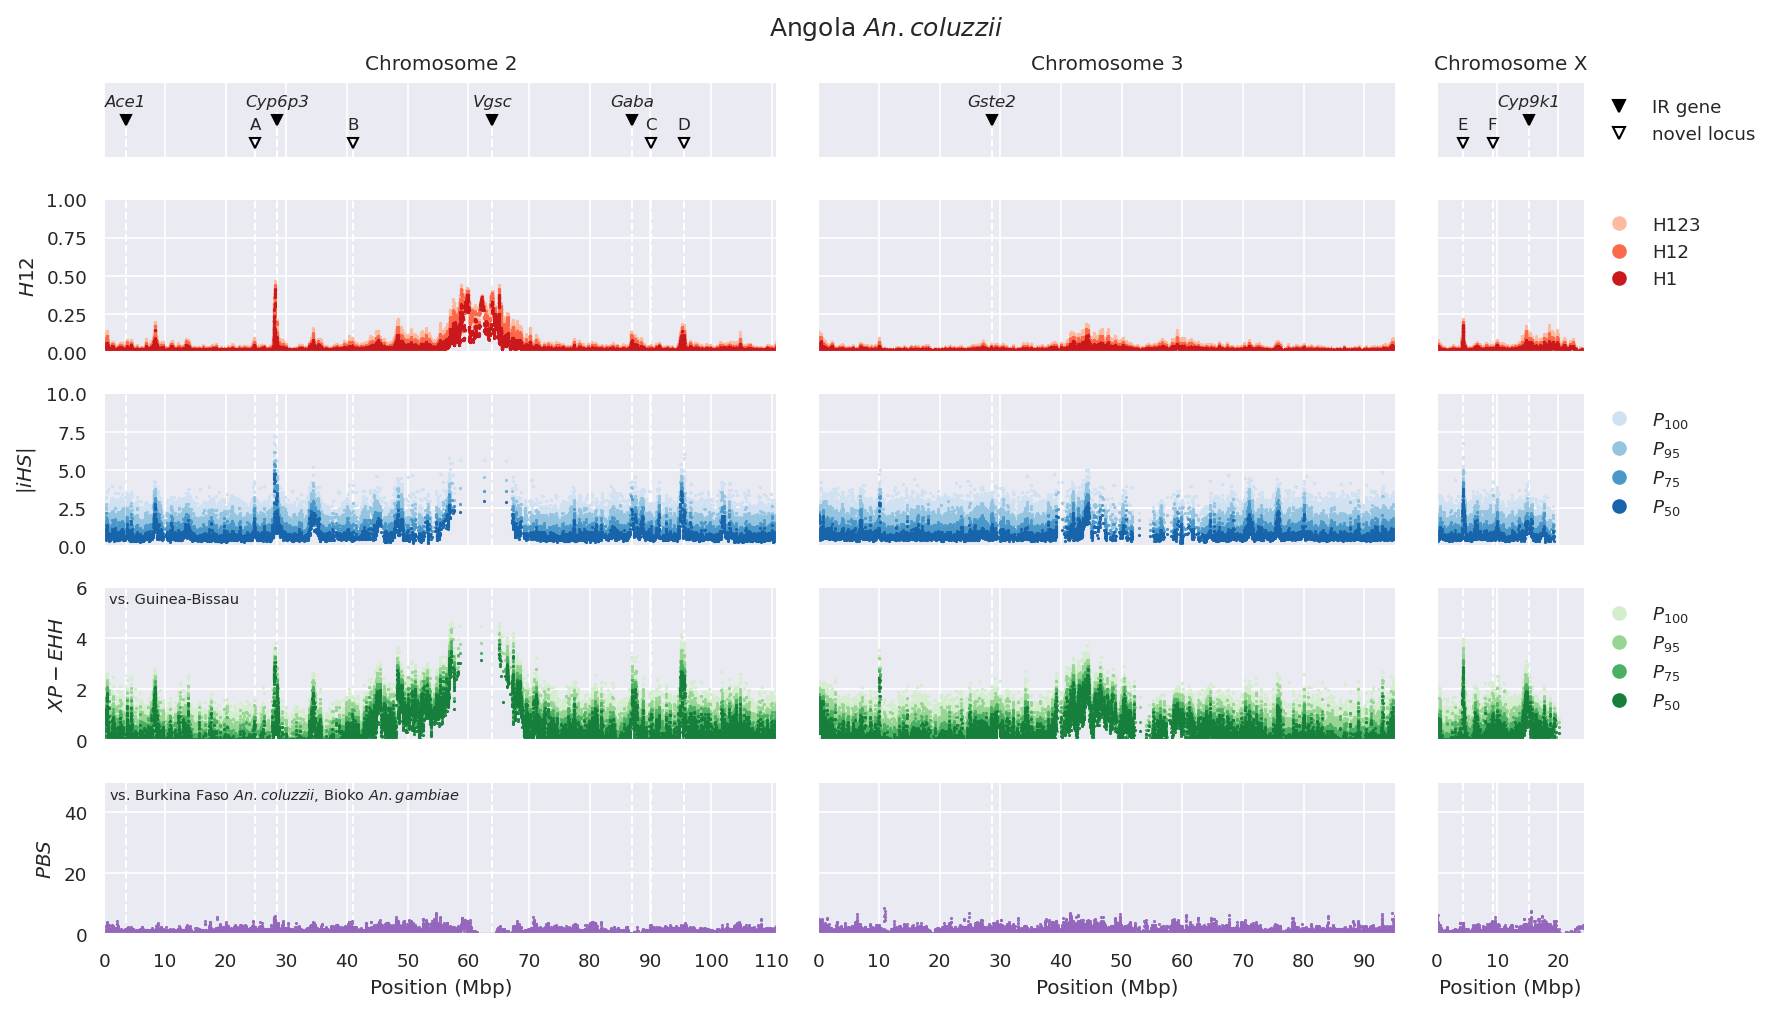 Angola An. coluzzii
Chromosome 2
Chromosome 3
Chromosome X
Ace1
Cyp6p3
Vgsc
Gaba
Gste2
Cyp9k1
A
B
C
D
E
F
IR gene
novel locus
H12
1.00
0.75
0.50
0.25
0.00
H123
H12
H1
|iHS|
10.0
7.5
5.0
2.5
0.0
P100
P95
P75
P50
XP − EHH
6
4
2
0
vs. Guinea-Bissau
P100
P95
P75
P50
PBS
40
20
0
vs. Burkina Faso An. coluzzii, Bioko An. gambiae
0 10 20 30 40 50 60 70 80 90 100 110
0 10 20 30 40 50 60 70 80 90
0 10 20
Position (Mbp)
Position (Mbp)
Position (Mbp)